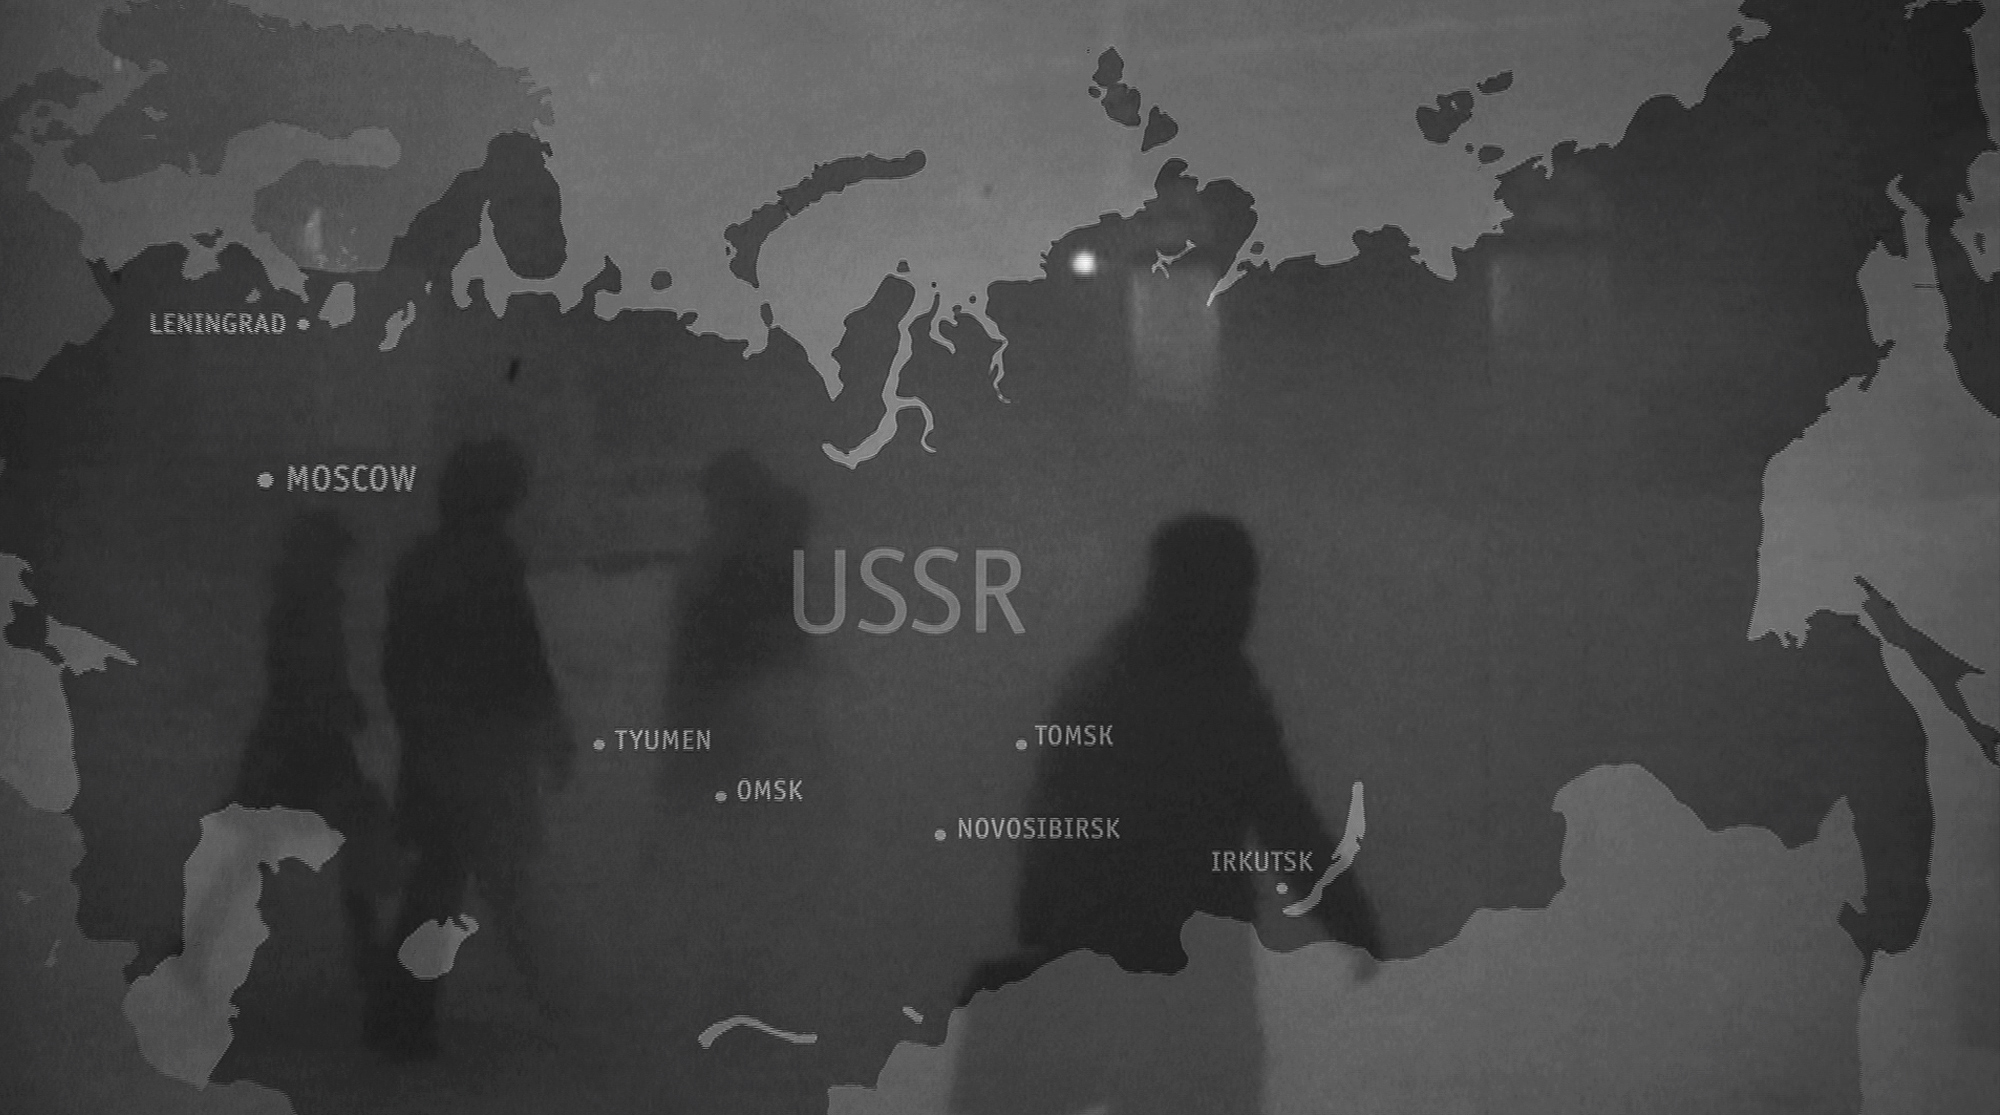 LENINGRAD
MOSCOW
USSR
TYUMEN
TOMSK
OMSK
NOVOSIBIRSK
IRKUTSK